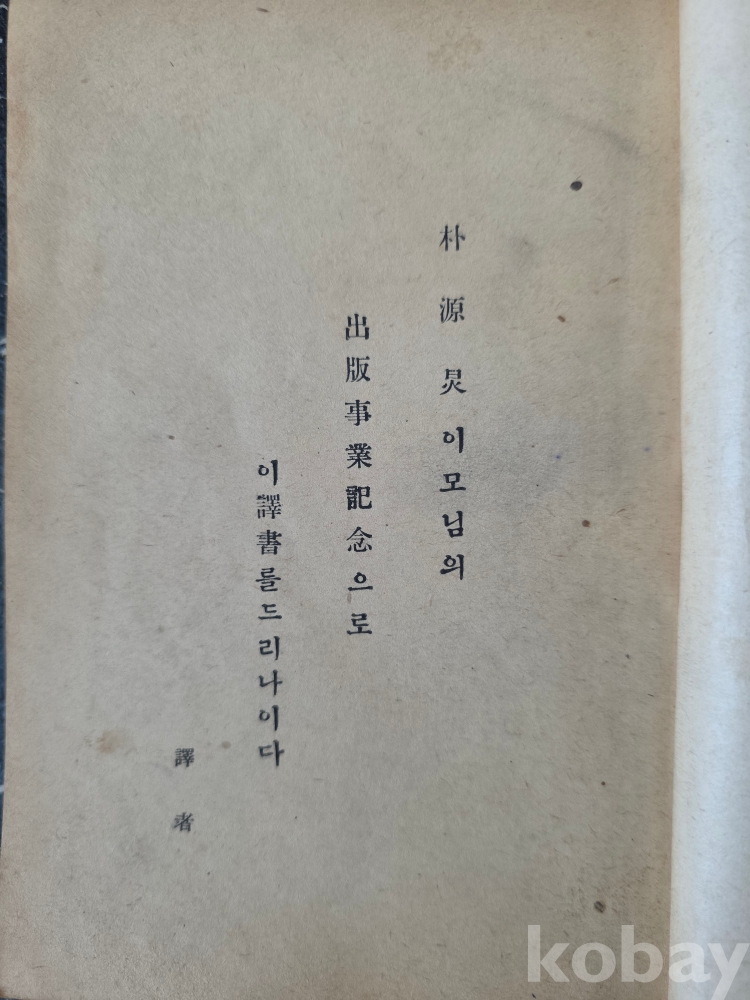 朴源炅이모님의
出版事業記念으로
이譯書를드리나이다
譯者
kobay